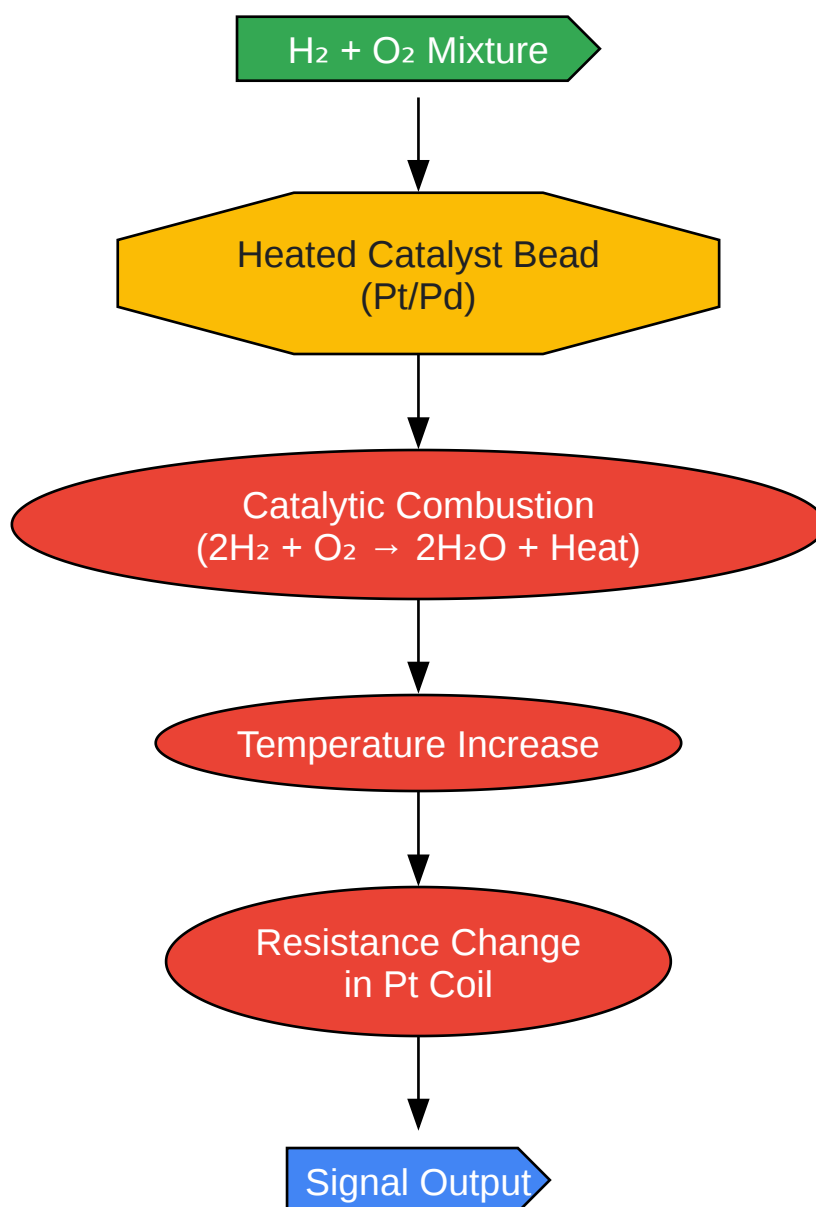 H₂ + O₂ Mixture
Heated Catalyst Bead
(Pt/Pd)
Catalytic Combustion
(2H₂ + O₂ → 2H₂O + Heat)
Temperature Increase
Resistance Change
in Pt Coil
Signal Output